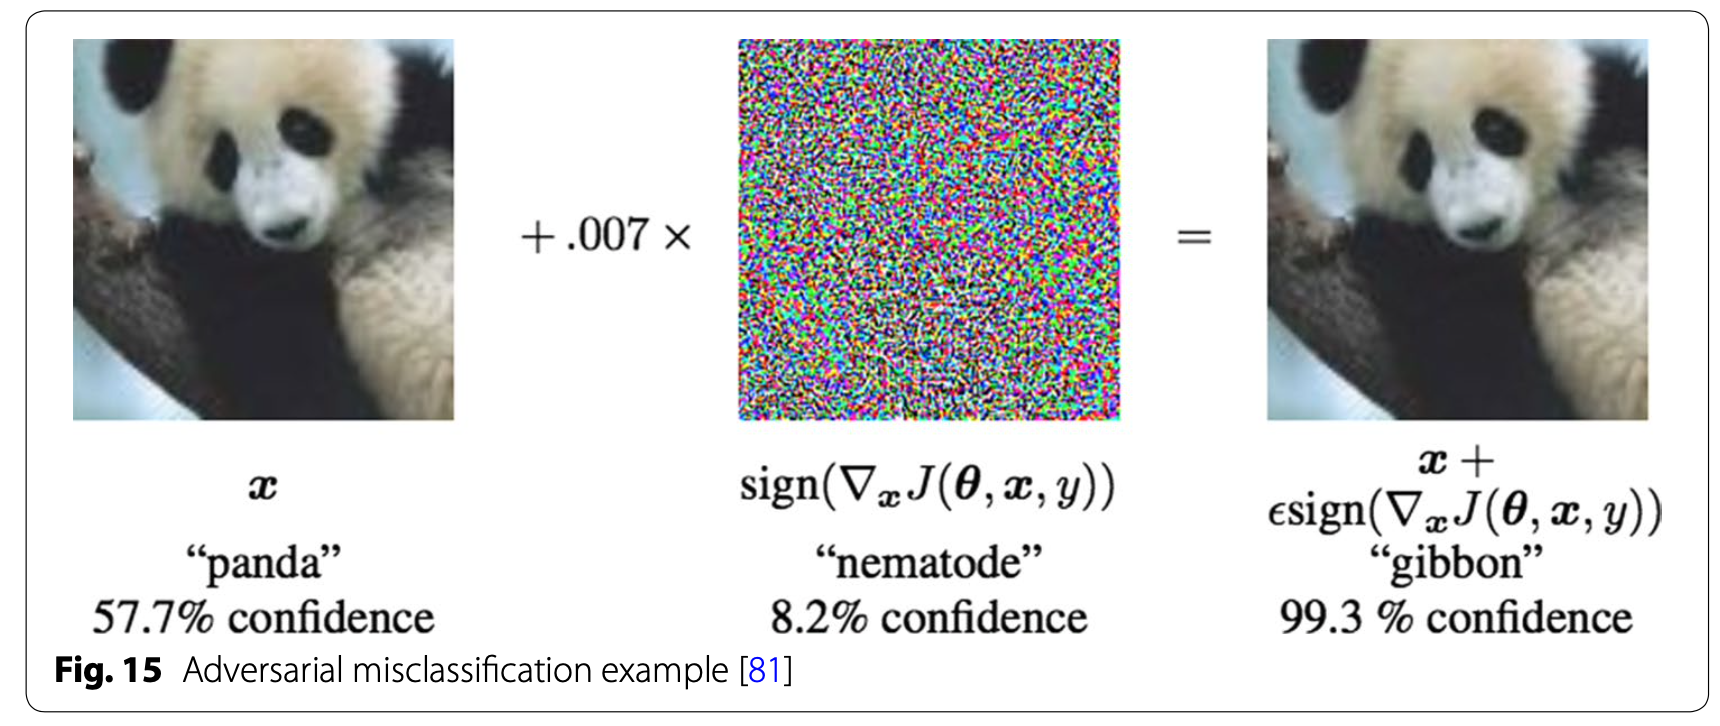 + .007 ×
=
x
sign(∇ₓJ(θ, x, y))
x +
ϵsign(∇ₓJ(θ, x, y))
“panda”
“nematode”
“gibbon”
57.7% confidence
8.2% confidence
99.3 % confidence
Fig. 15 Adversarial misclassification example [81]